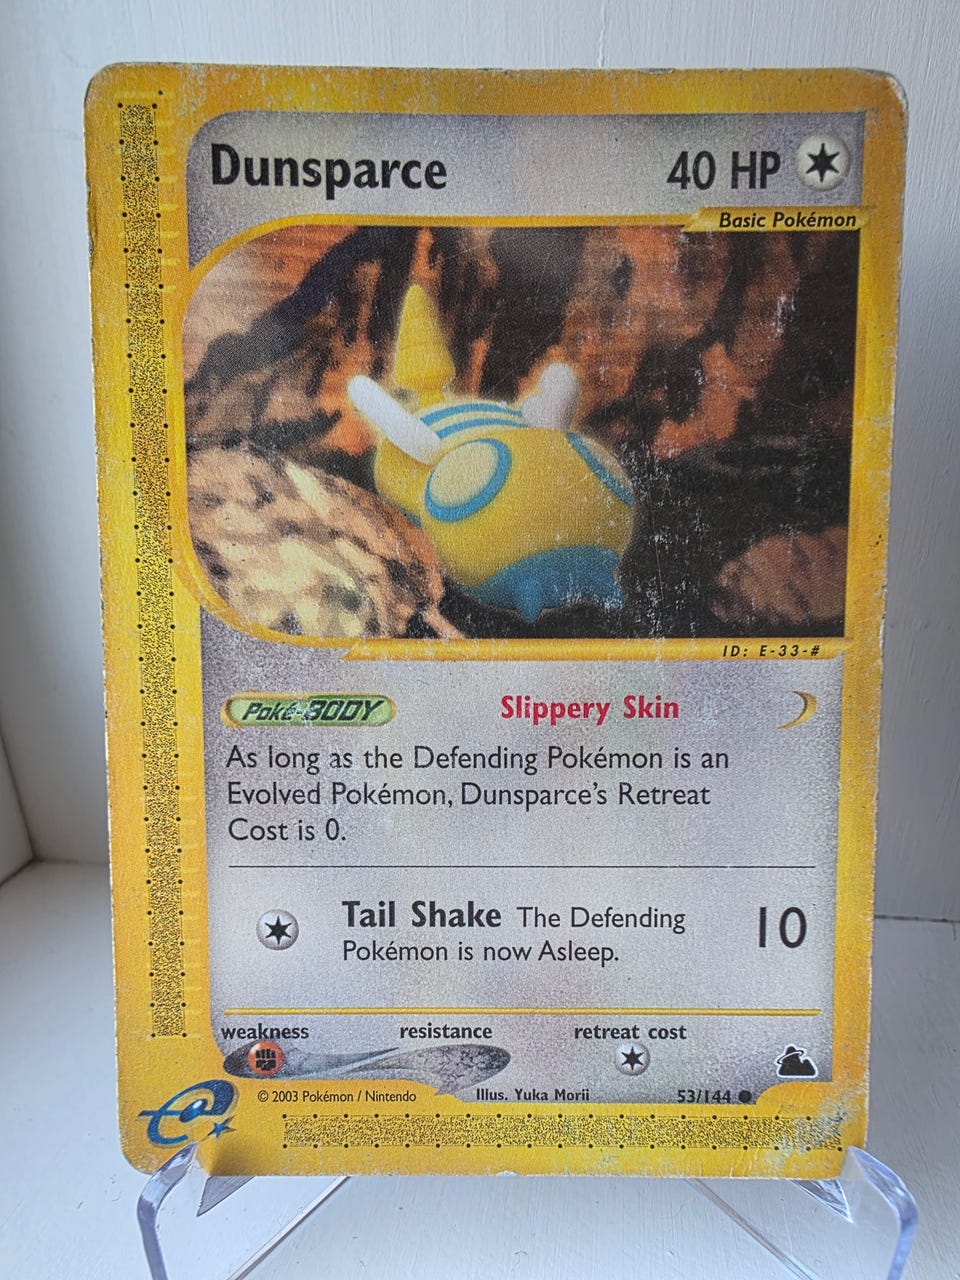 Dunsparce 40 HP
Basic Pokémon
ID: E-33-#
Poké-BODY Slippery Skin
As long as the Defending Pokémon is an
Evolved Pokémon, Dunsparce's Retreat
Cost is 0.
Tail Shake The Defending 10
Pokémon is now Asleep.
weakness resistance retreat cost
© 2003 Pokémon / Nintendo Illus. Yuka Morii 53/144
e